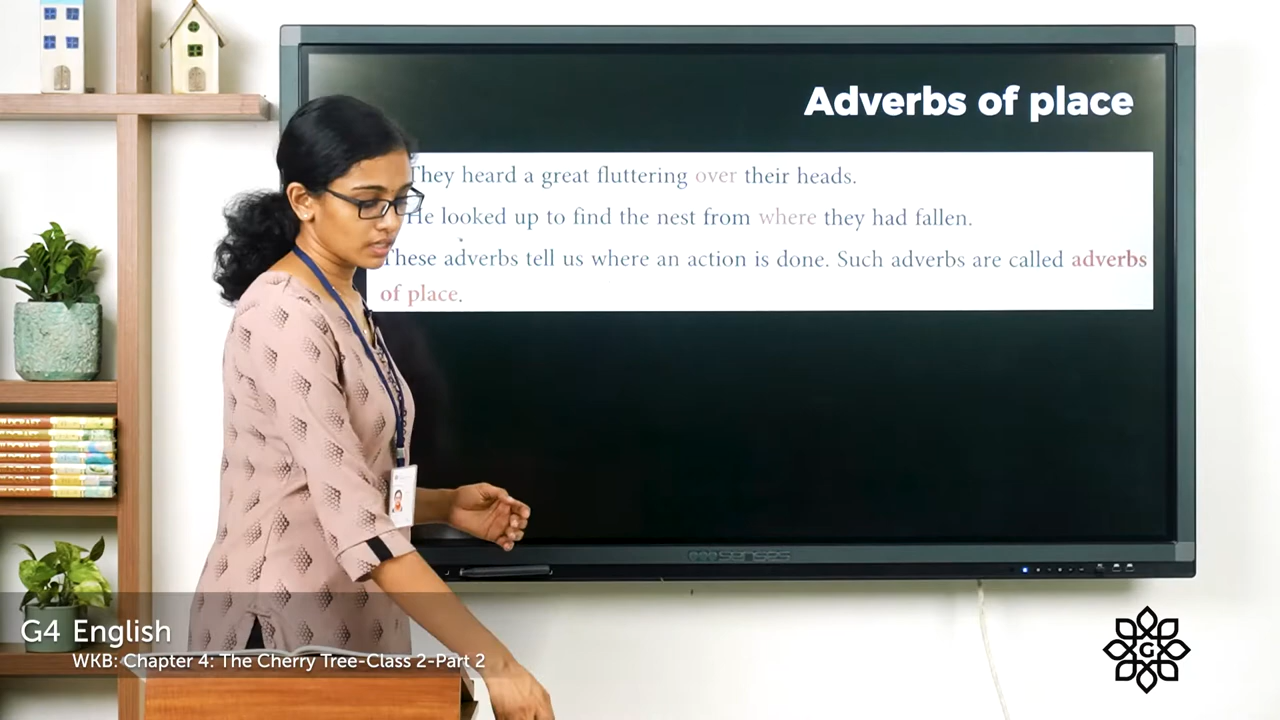 Adverbs of place
They heard a great fluttering over their heads.
He looked up to find the nest from where they had fallen.
These adverbs tell us where an action is done. Such adverbs are called adverbs
of place.
G4 English
WKB: Chapter 4: The Cherry Tree-Class 2-Part 2
G